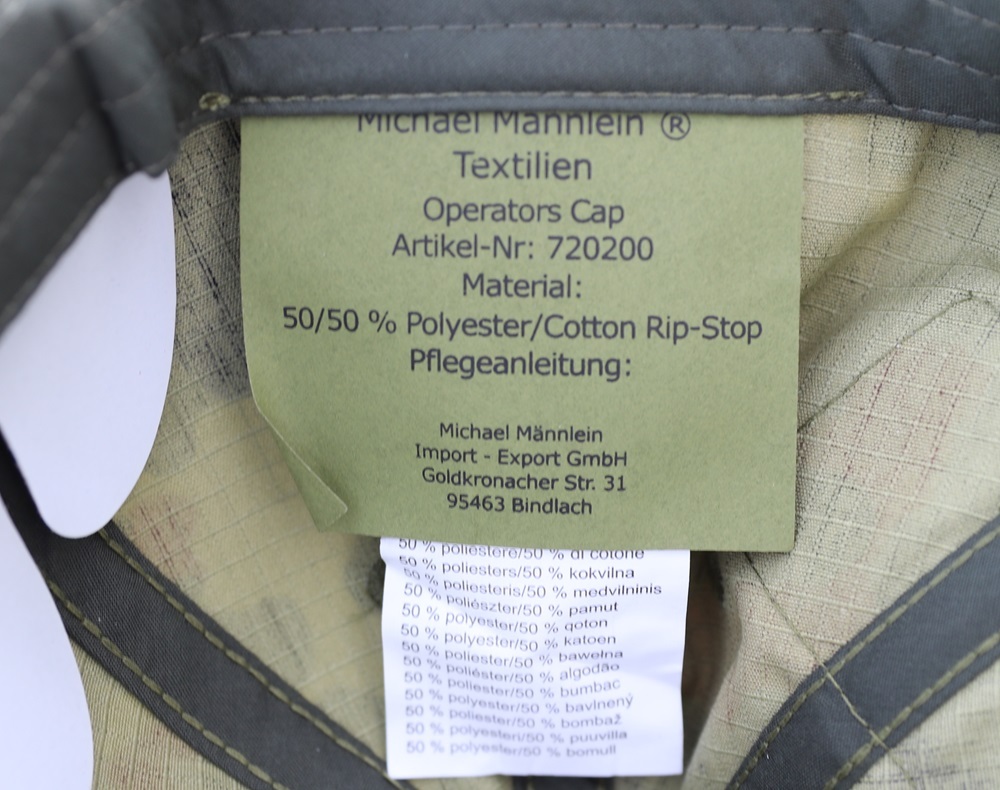 Michael Männlein ®
Textilien
Operators Cap
Artikel-Nr: 720200
Material:
50/50 % Polyester/Cotton Rip-Stop
Pflegeanleitung:
Michael Männlein
Import - Export GmbH
Goldkronacher Str. 31
95463 Bindlach
50 % poliestere/50 % di cotone
50 % poliesters/50 % kokvilna
50 % poliesteris/50 % medvilninis
50 % poliészter/50 % pamut
50 % polyester/50 % qoton
50 % polyester/50 % katoen
50 % poliester/50 % bawełna
50 % poliéster/50 % algodão
50 % poliester/50 % bumbac
50 % polyester/50 % bavlnený
50 % poliester/50 % bombaž
50 % polyesteri/50 % puuvilla
50 % polyester/50 % bomull